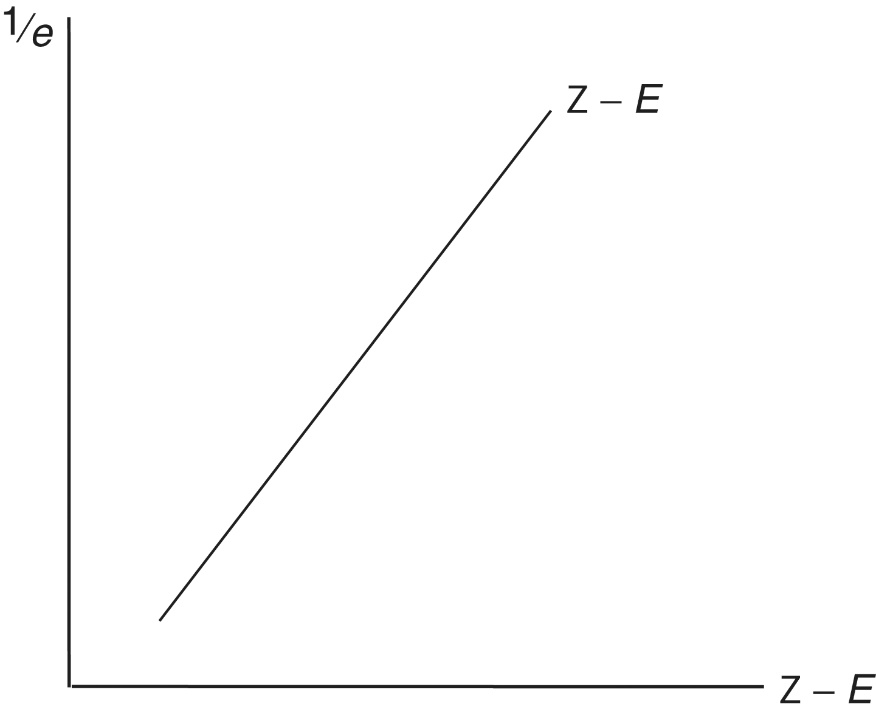 1/e
Z – E
Z – E